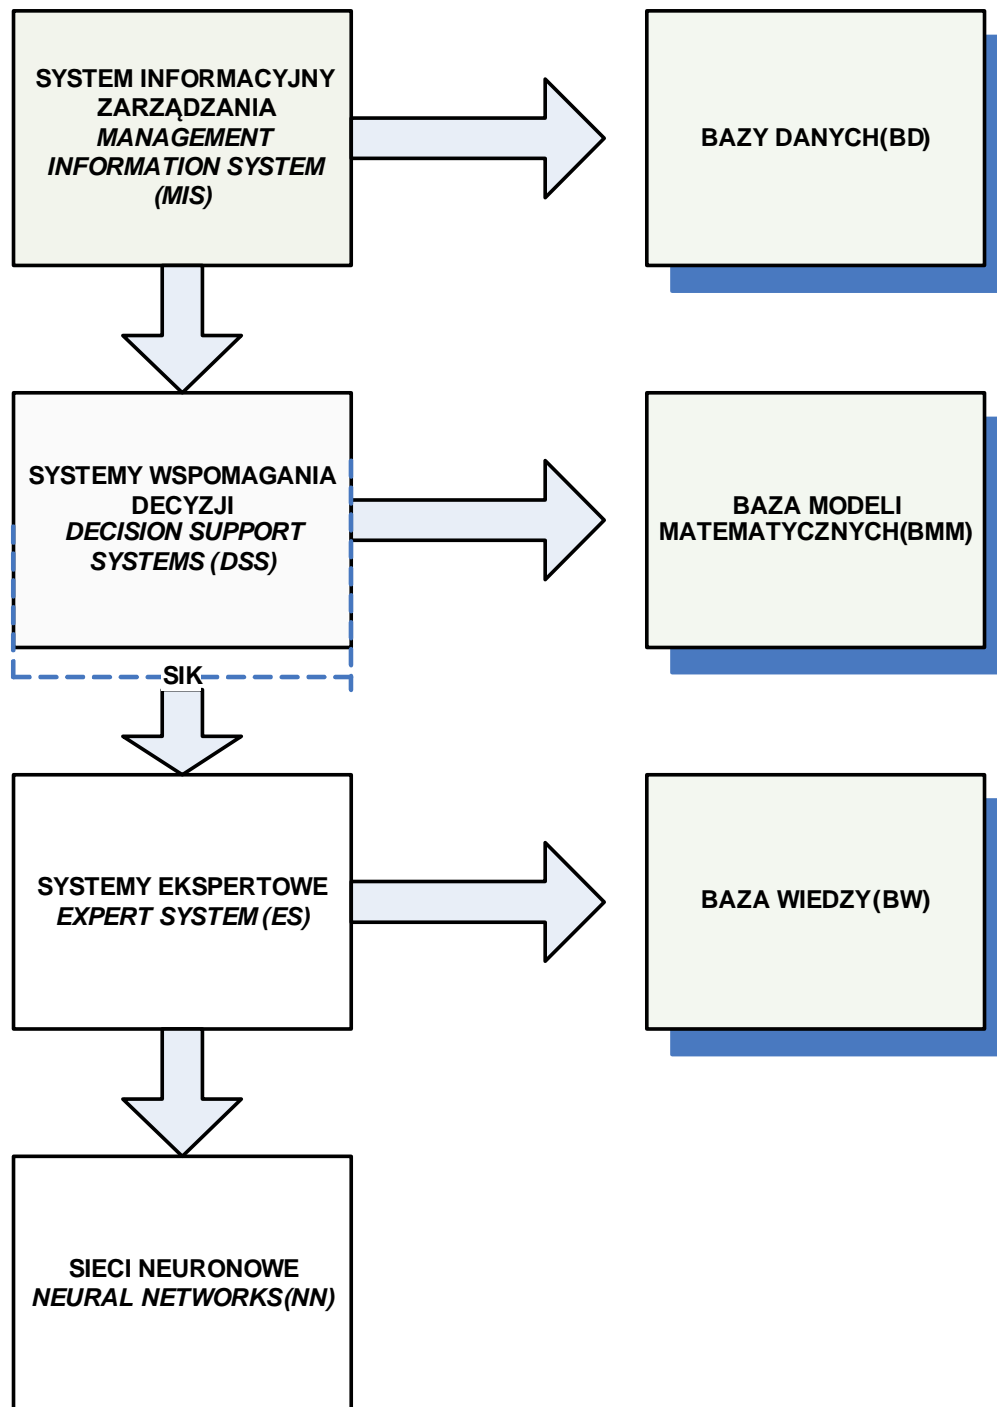 SYSTEM INFORMACYJNY
ZARZĄDZANIA
MANAGEMENT
INFORMATION SYSTEM
(MIS)
BAZY DANYCH(BD)
SYSTEMY WSPOMAGANIA
DECYZJI
DECISION SUPPORT
SYSTEMS (DSS)
BAZA MODELI
MATEMATYCZNYCH(BMM)
SIK
SYSTEMY EKSPERTOWE
EXPERT SYSTEM (ES)
BAZA WIEDZY(BW)
SIECI NEURONOWE
NEURAL NETWORKS(NN)